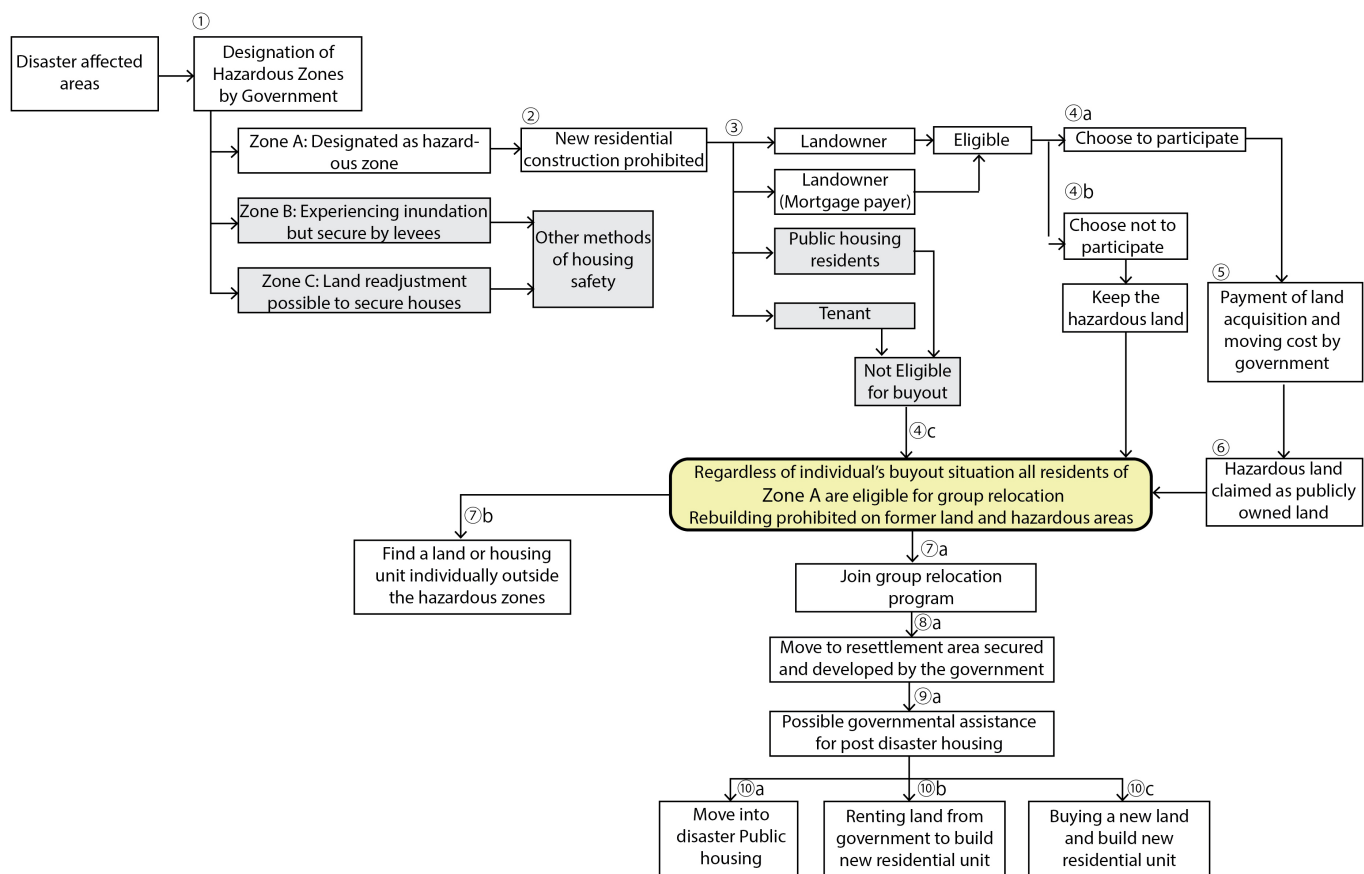 ①
Disaster affected
areas
Designation of
Hazardous Zones
by Government
Zone A: Designated as hazard-
ous zone
②
New residential
construction prohibited
Zone B: Experiencing inundation
but secure by levees
Zone C: Land readjustment
possible to secure houses
Other methods
of housing
safety
③
Landowner
Eligible
Landowner
(Mortgage payer)
Public housing
residents
Tenant
Not Eligible
for buyout
④a
Choose to participate
④b
Choose not to
participate
Keep the
hazardous land
⑤
Payment of land
acquisition and
moving cost by
government
⑥
Hazardous land
claimed as publicly
owned land
④c
Regardless of individual’s buyout situation all residents of
Zone A are eligible for group relocation
Rebuilding prohibited on former land and hazardous areas
⑦b
Find a land or housing
unit individually outside
the hazardous zones
⑦a
Join group relocation
program
⑧a
Move to resettlement area secured
and developed by the government
⑨a
Possible governmental assistance
for post disaster housing
⑩a
Move into
disaster Public
housing
⑩b
Renting land from
government to build
new residential unit
⑩c
Buying a new land
and build new
residential unit